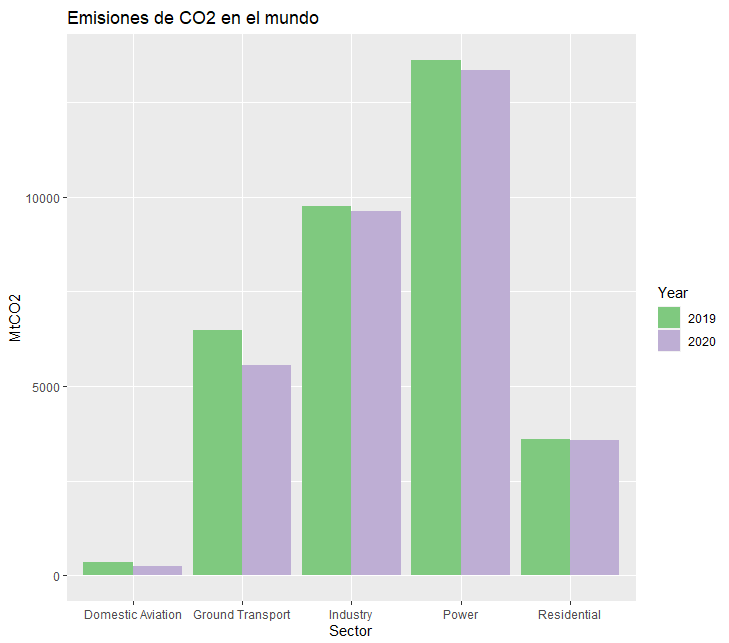 Emisiones de CO2 en el mundo
MtCO2
10000
5000
0
Domestic Aviation
Ground Transport
Industry
Power
Residential
Sector
Year
2019
2020